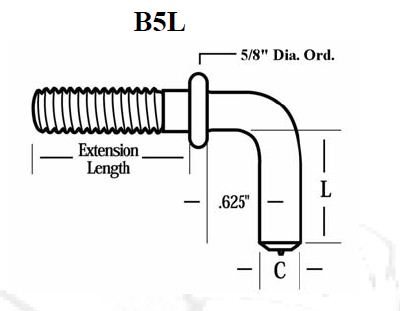 B5L
5/8" Dia. Ord.
Extension
Length
.625"
L
C